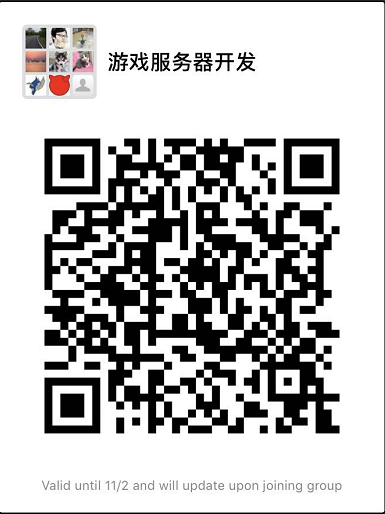 游戏服务器开发
Valid until 11/2 and will update upon joining group